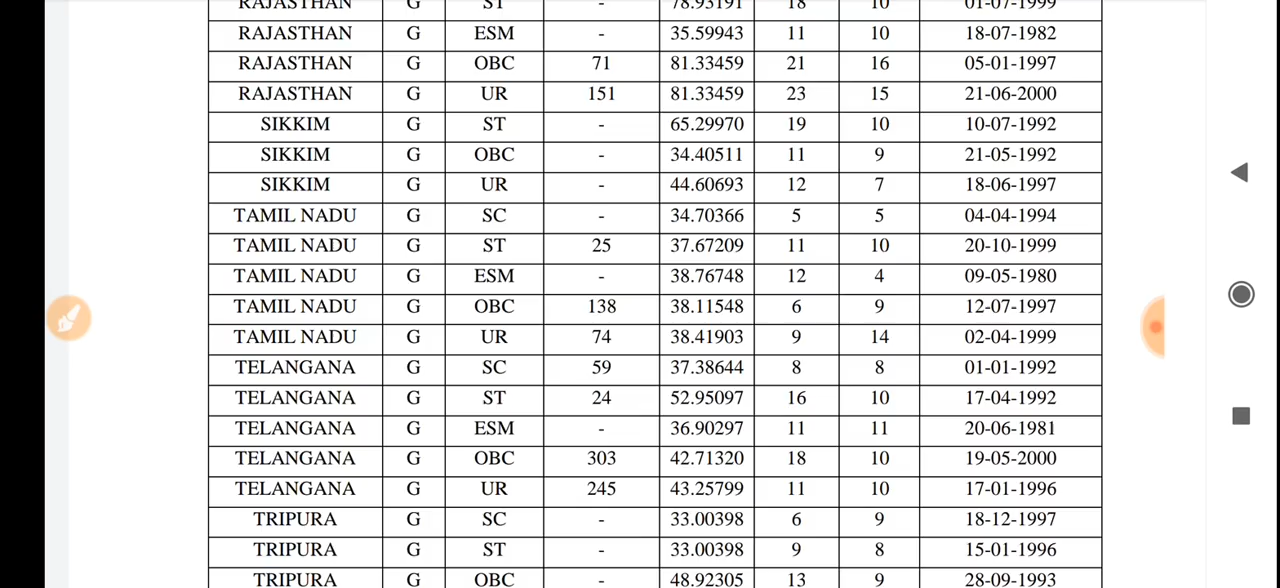 RAJASTHAN G ST - 78.93191 18 10 01-07-1999
RAJASTHAN G ESM - 35.59943 11 10 18-07-1982
RAJASTHAN G OBC 71 81.33459 21 16 05-01-1997
RAJASTHAN G UR 151 81.33459 23 15 21-06-2000
SIKKIM G ST - 65.29970 19 10 10-07-1992
SIKKIM G OBC - 34.40511 11 9 21-05-1992
SIKKIM G UR - 44.60693 12 7 18-06-1997
TAMIL NADU G SC - 34.70366 5 5 04-04-1994
TAMIL NADU G ST 25 37.67209 11 10 20-10-1999
TAMIL NADU G ESM - 38.76748 12 4 09-05-1980
TAMIL NADU G OBC 138 38.11548 6 9 12-07-1997
TAMIL NADU G UR 74 38.41903 9 14 02-04-1999
TELANGANA G SC 59 37.38644 8 8 01-01-1992
TELANGANA G ST 24 52.95097 16 10 17-04-1992
TELANGANA G ESM - 36.90297 11 11 20-06-1981
TELANGANA G OBC 303 42.71320 18 10 19-05-2000
TELANGANA G UR 245 43.25799 11 10 17-01-1996
TRIPURA G SC - 33.00398 6 9 18-12-1997
TRIPURA G ST - 33.00398 9 8 15-01-1996
TRIPURA G OBC - 48.92305 13 9 28-09-1993